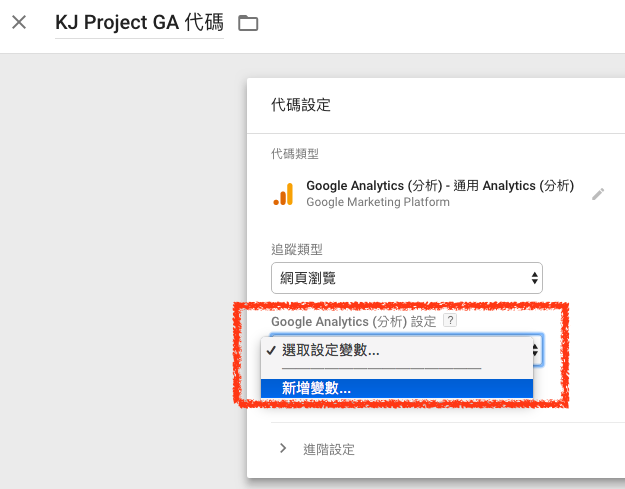 KJ Project GA 代碼
代碼設定
代碼類型
Google Analytics (分析) - 通用 Analytics (分析)
Google Marketing Platform
追蹤類型
網頁瀏覽
Google Analytics (分析) 設定 ?
✓ 選取設定變數...
新增變數...
進階設定